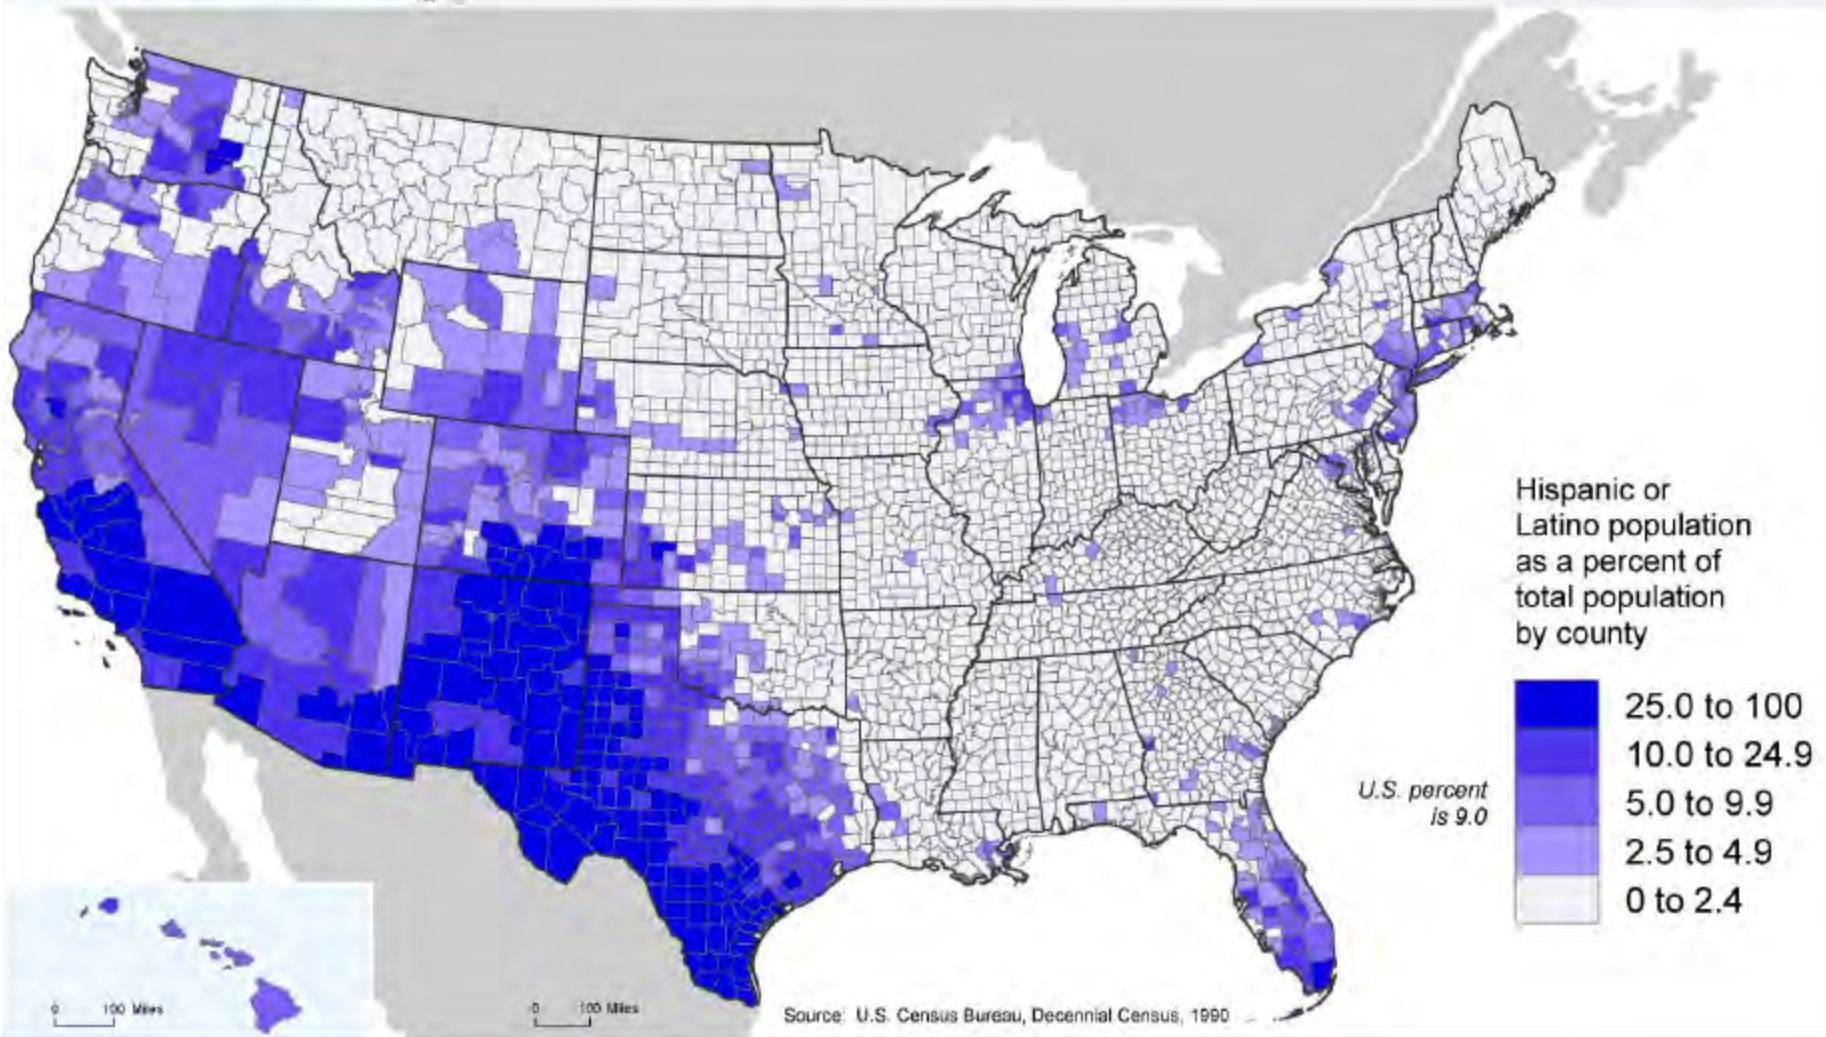 Hispanic or
Latino population
as a percent of
total population
by county
25.0 to 100
10.0 to 24.9
U.S. percent
is 9.0
5.0 to 9.9
2.5 to 4.9
0 to 2.4
0 100 Miles
0 100 Miles
Source: U.S. Census Bureau, Decennial Census, 1990